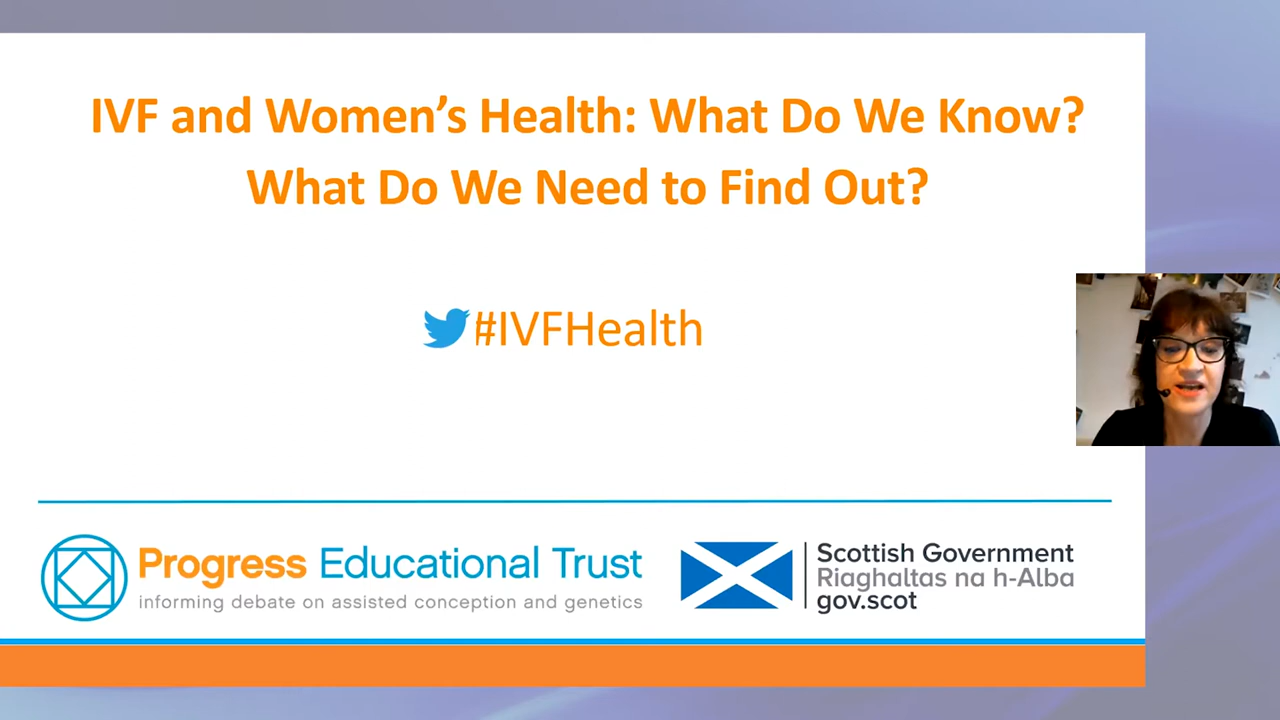 IVF and Women’s Health: What Do We Know?
What Do We Need to Find Out?
#IVFHealth
Progress Educational Trust
informing debate on assisted conception and genetics
Scottish Government
Riaghaltas na h-Alba
gov.scot